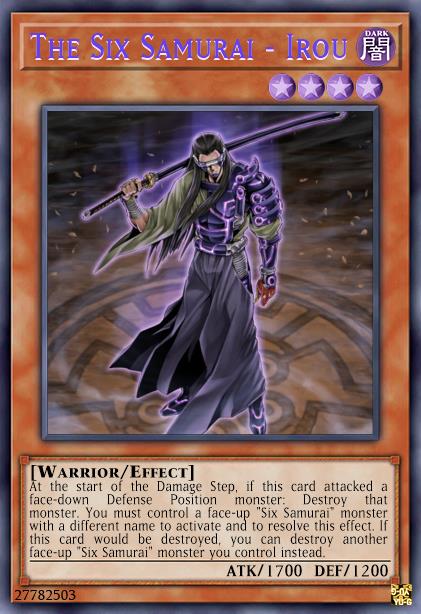 The Six Samurai - Irou
DARK
闇
[Warrior/Effect]
At the start of the Damage Step, if this card attacked a
face-down Defense Position monster: Destroy that
monster. You must control a face-up "Six Samurai" monster
with a different name to activate and to resolve this effect. If
this card would be destroyed, you can destroy another
face-up "Six Samurai" monster you control instead.
ATK/1700 DEF/1200
27782503